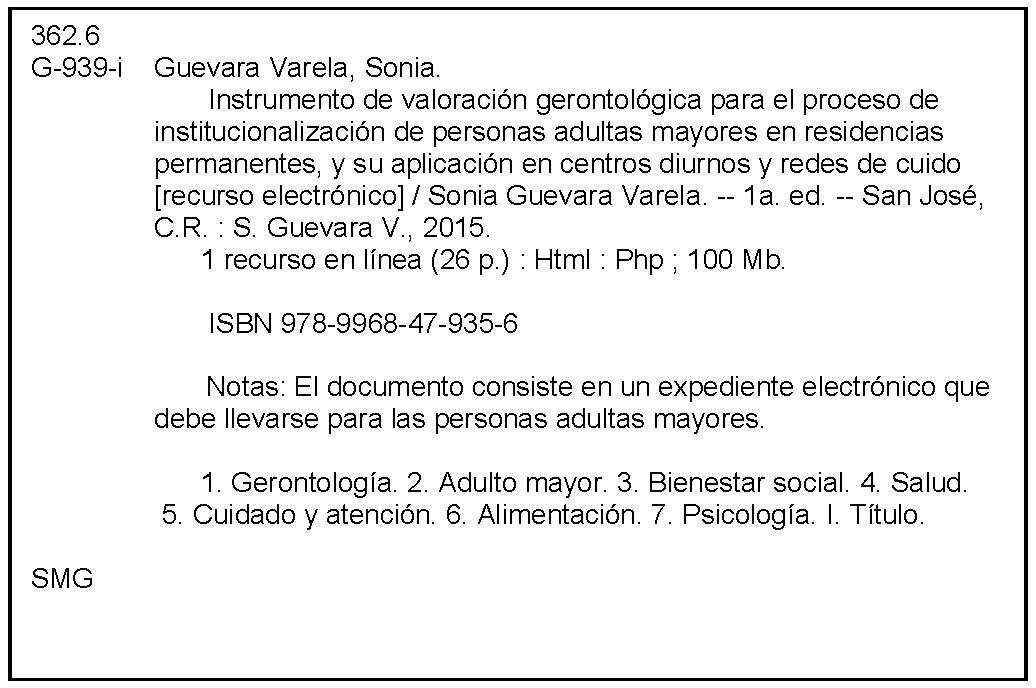 362.6
G-939-i Guevara Varela, Sonia.
Instrumento de valoración gerontológica para el proceso de
institucionalización de personas adultas mayores en residencias
permanentes, y su aplicación en centros diurnos y redes de cuido
[recurso electrónico] / Sonia Guevara Varela. -- 1a. ed. -- San José,
C.R. : S. Guevara V., 2015.
1 recurso en línea (26 p.) : Html : Php ; 100 Mb.
ISBN 978-9968-47-935-6
Notas: El documento consiste en un expediente electrónico que
debe llevarse para las personas adultas mayores.
1. Gerontología. 2. Adulto mayor. 3. Bienestar social. 4. Salud.
5. Cuidado y atención. 6. Alimentación. 7. Psicología. I. Título.
SMG